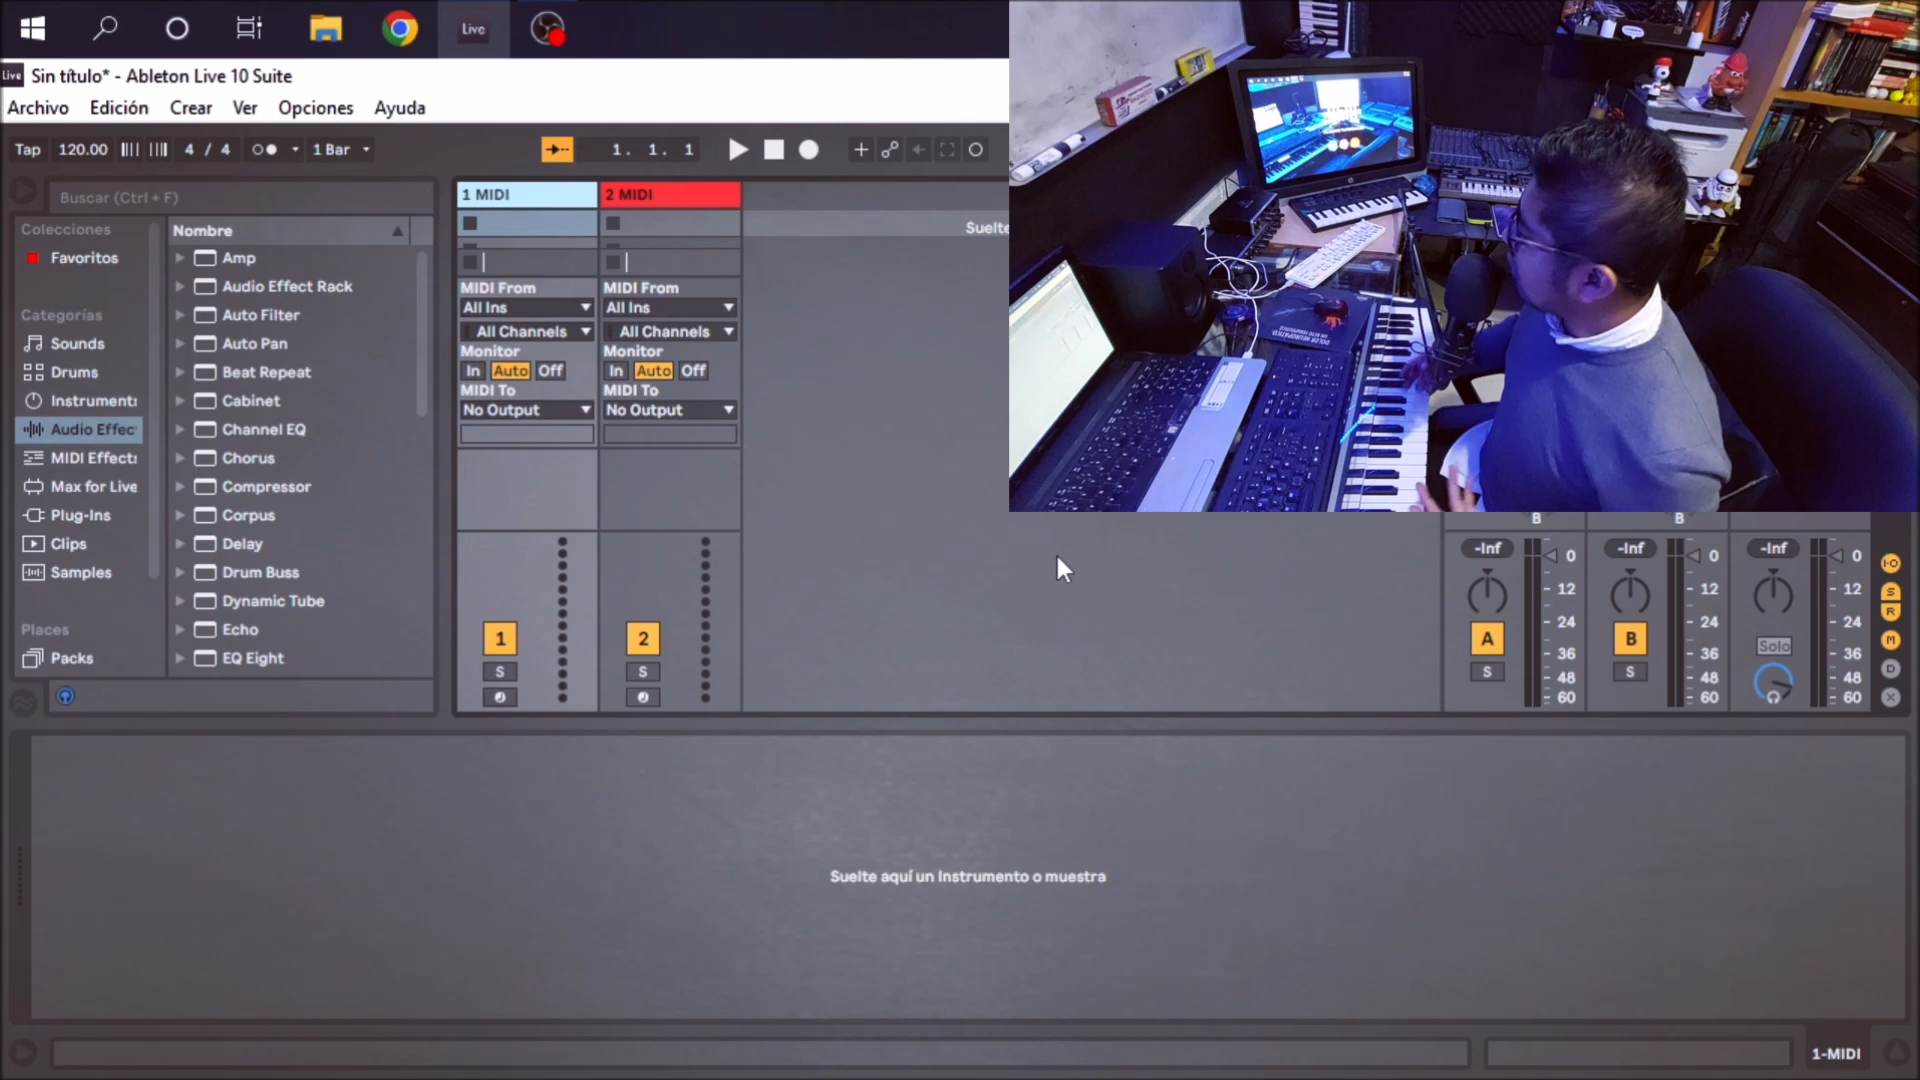 Live
Live Sin título* - Ableton Live 10 Suite
Archivo Edición Crear Ver Opciones Ayuda
Tap 120.00 4 / 4 1 Bar 1. 1. 1
Buscar (Ctrl + F)
Colecciones
Favoritos
Categorías
Sounds
Drums
Instruments
Audio Effec
MIDI Effects
Max for Live
Plug-Ins
Clips
Samples
Places
Packs
Nombre
Amp
Audio Effect Rack
Auto Filter
Auto Pan
Beat Repeat
Cabinet
Channel EQ
Chorus
Compressor
Corpus
Delay
Drum Buss
Dynamic Tube
Echo
EQ Eight
1 MIDI 2 MIDI
Suelte
MIDI From MIDI From
All Ins All Ins
All Channels All Channels
Monitor Monitor
In Auto Off In Auto Off
MIDI To MIDI To
No Output No Output
1 2
S S
DOLOR NEUROPÁTICO
B B
-Inf 0 -Inf 0 -Inf 0
12 12 12
24 24 24
A B Solo
36 36 36
S S
48 48 48
60 60 60
I·O
S
R
M
D
X
Suelte aquí un Instrumento o muestra
1-MIDI